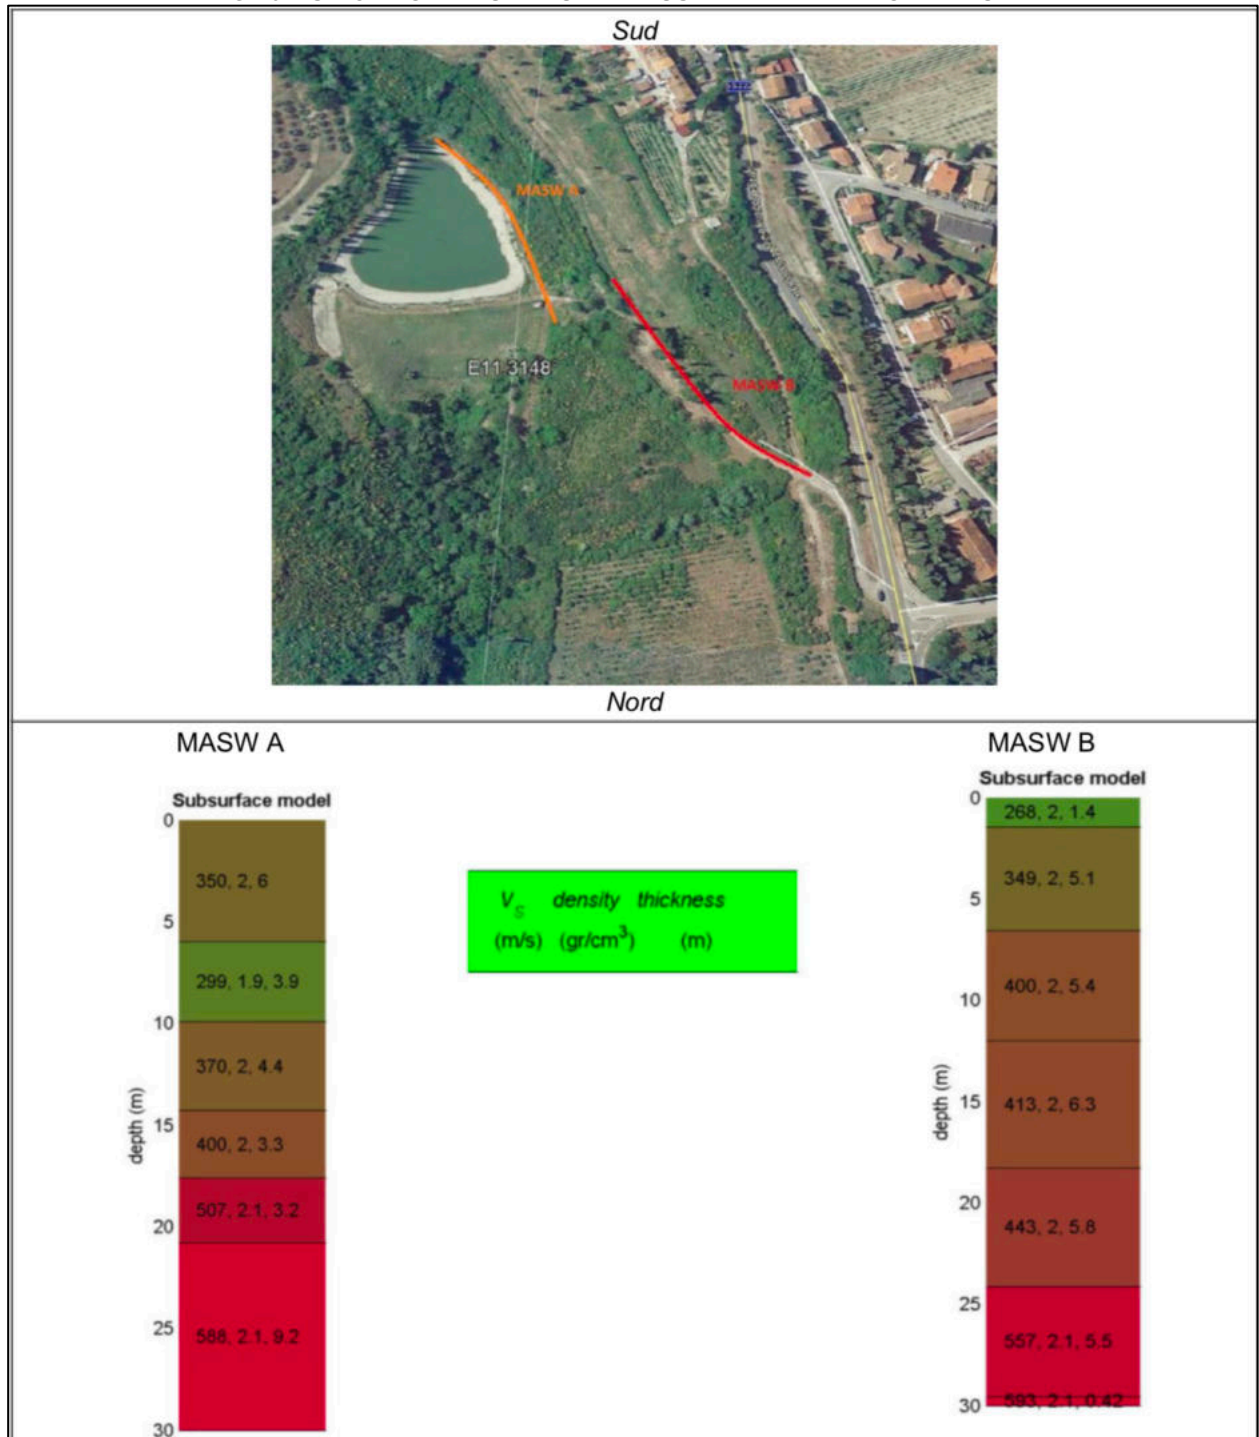 Sud
MASW A
MASW B
E11 3148
Nord
MASW A
MASW B
Subsurface model
0
5
10
15
20
25
30
depth (m)
350, 2, 6
299, 1.9, 3.9
370, 2, 4.4
400, 2, 3.3
507, 2.1, 3.2
588, 2.1, 9.2
VS density thickness
(m/s) (gr/cm³) (m)
Subsurface model
0
5
10
15
20
25
30
depth (m)
268, 2, 1.4
349, 2, 5.1
400, 2, 5.4
413, 2, 6.3
443, 2, 5.8
557, 2.1, 5.5
593, 2.1, 0.42